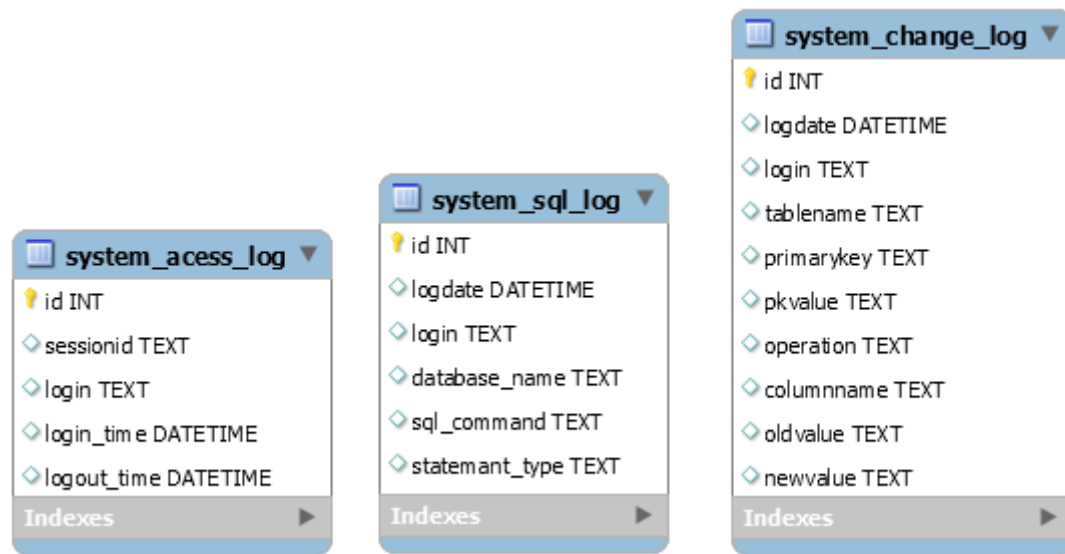 system_acess_log
id INT
sessionid TEXT
login TEXT
login_time DATETIME
logout_time DATETIME
Indexes
system_sql_log
id INT
logdate DATETIME
login TEXT
database_name TEXT
sql_command TEXT
statemant_type TEXT
Indexes
system_change_log
id INT
logdate DATETIME
login TEXT
tablename TEXT
primarykey TEXT
pkvalue TEXT
operation TEXT
columnname TEXT
oldvalue TEXT
newvalue TEXT
Indexes